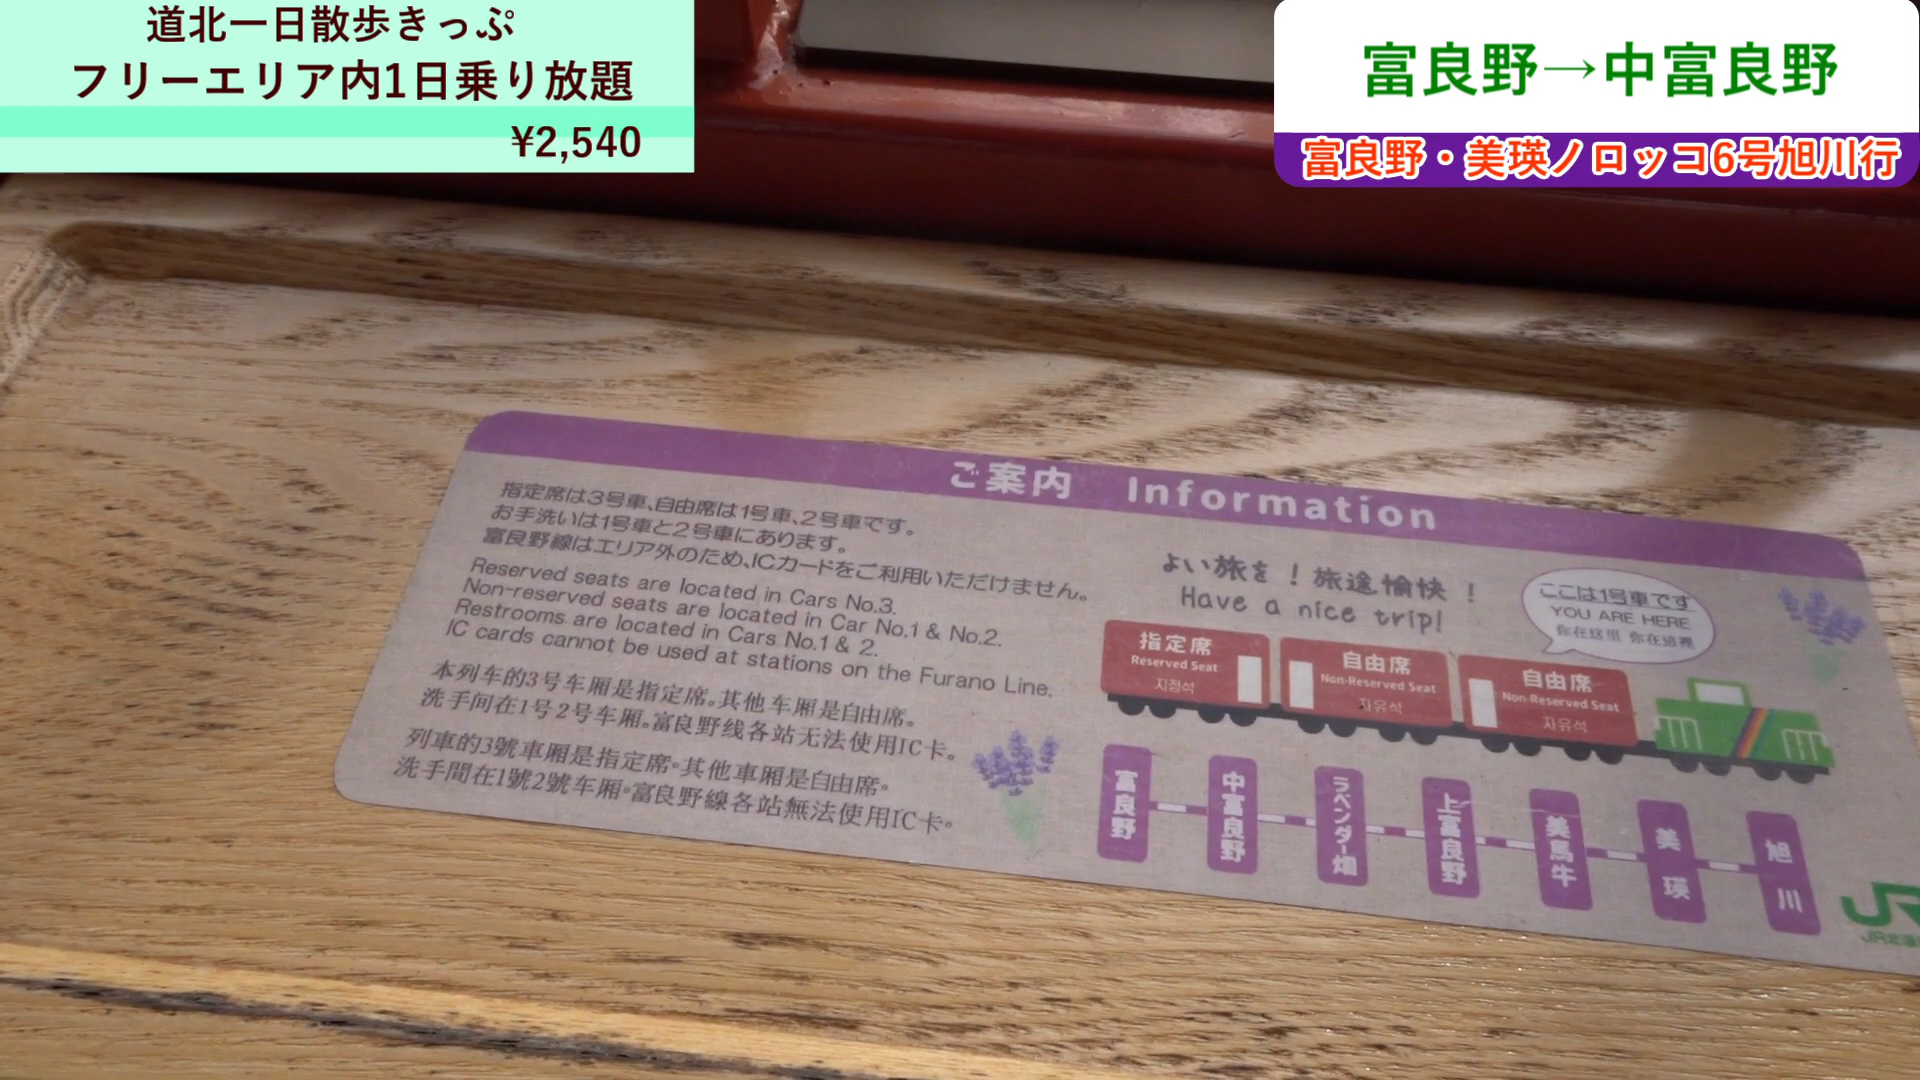 道北一日散歩きっぷ
フリーエリア内1日乗り放題
¥2,540
富良野→中富良野
富良野・美瑛ノロッコ6号旭川行
ご案内 Information
指定席は3号車、自由席は1号車、2号車です。
お手洗いは1号車と2号車にあります。
富良野線はエリア外のため、ICカードをご利用いただけません。
Reserved seats are located in Cars No.3.
Non-reserved seats are located in Car No.1 & No.2.
Restrooms are located in Cars No.1 & 2.
IC cards cannot be used at stations on the Furano Line.
本列车的3号车厢是指定席。其他车厢是自由席。
洗手间在1号2号车厢。富良野线各站无法使用IC卡。
列車的3號車厢是指定席。其他車厢是自由席。
洗手間在1號2號车厢。富良野線各站無法使用IC卡。
よい旅を！旅途愉快！
Have a nice trip!
ここは1号車です
YOU ARE HERE
你在这里 你在這裡
指定席
Reserved Seat
지정석
自由席
Non-Reserved Seat
자유석
自由席
Non-Reserved Seat
자유석
富良野
中富良野
ラベンダー畑
上富良野
美馬牛
美瑛
旭川
JR
JR北海